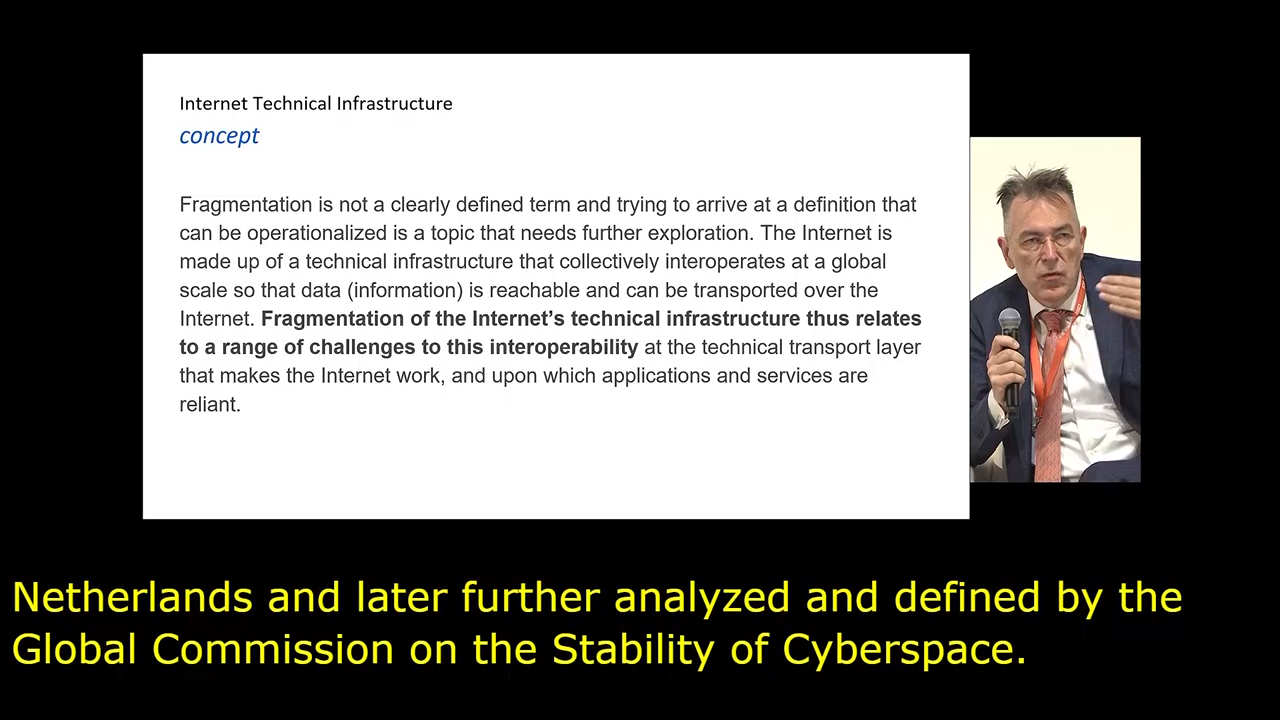 Internet Technical Infrastructure
concept
Fragmentation is not a clearly defined term and trying to arrive at a definition that
can be operationalized is a topic that needs further exploration. The Internet is
made up of a technical infrastructure that collectively interoperates at a global
scale so that data (information) is reachable and can be transported over the
Internet. Fragmentation of the Internet’s technical infrastructure thus relates
to a range of challenges to this interoperability at the technical transport layer
that makes the Internet work, and upon which applications and services are
reliant.
Netherlands and later further analyzed and defined by the
Global Commission on the Stability of Cyberspace.